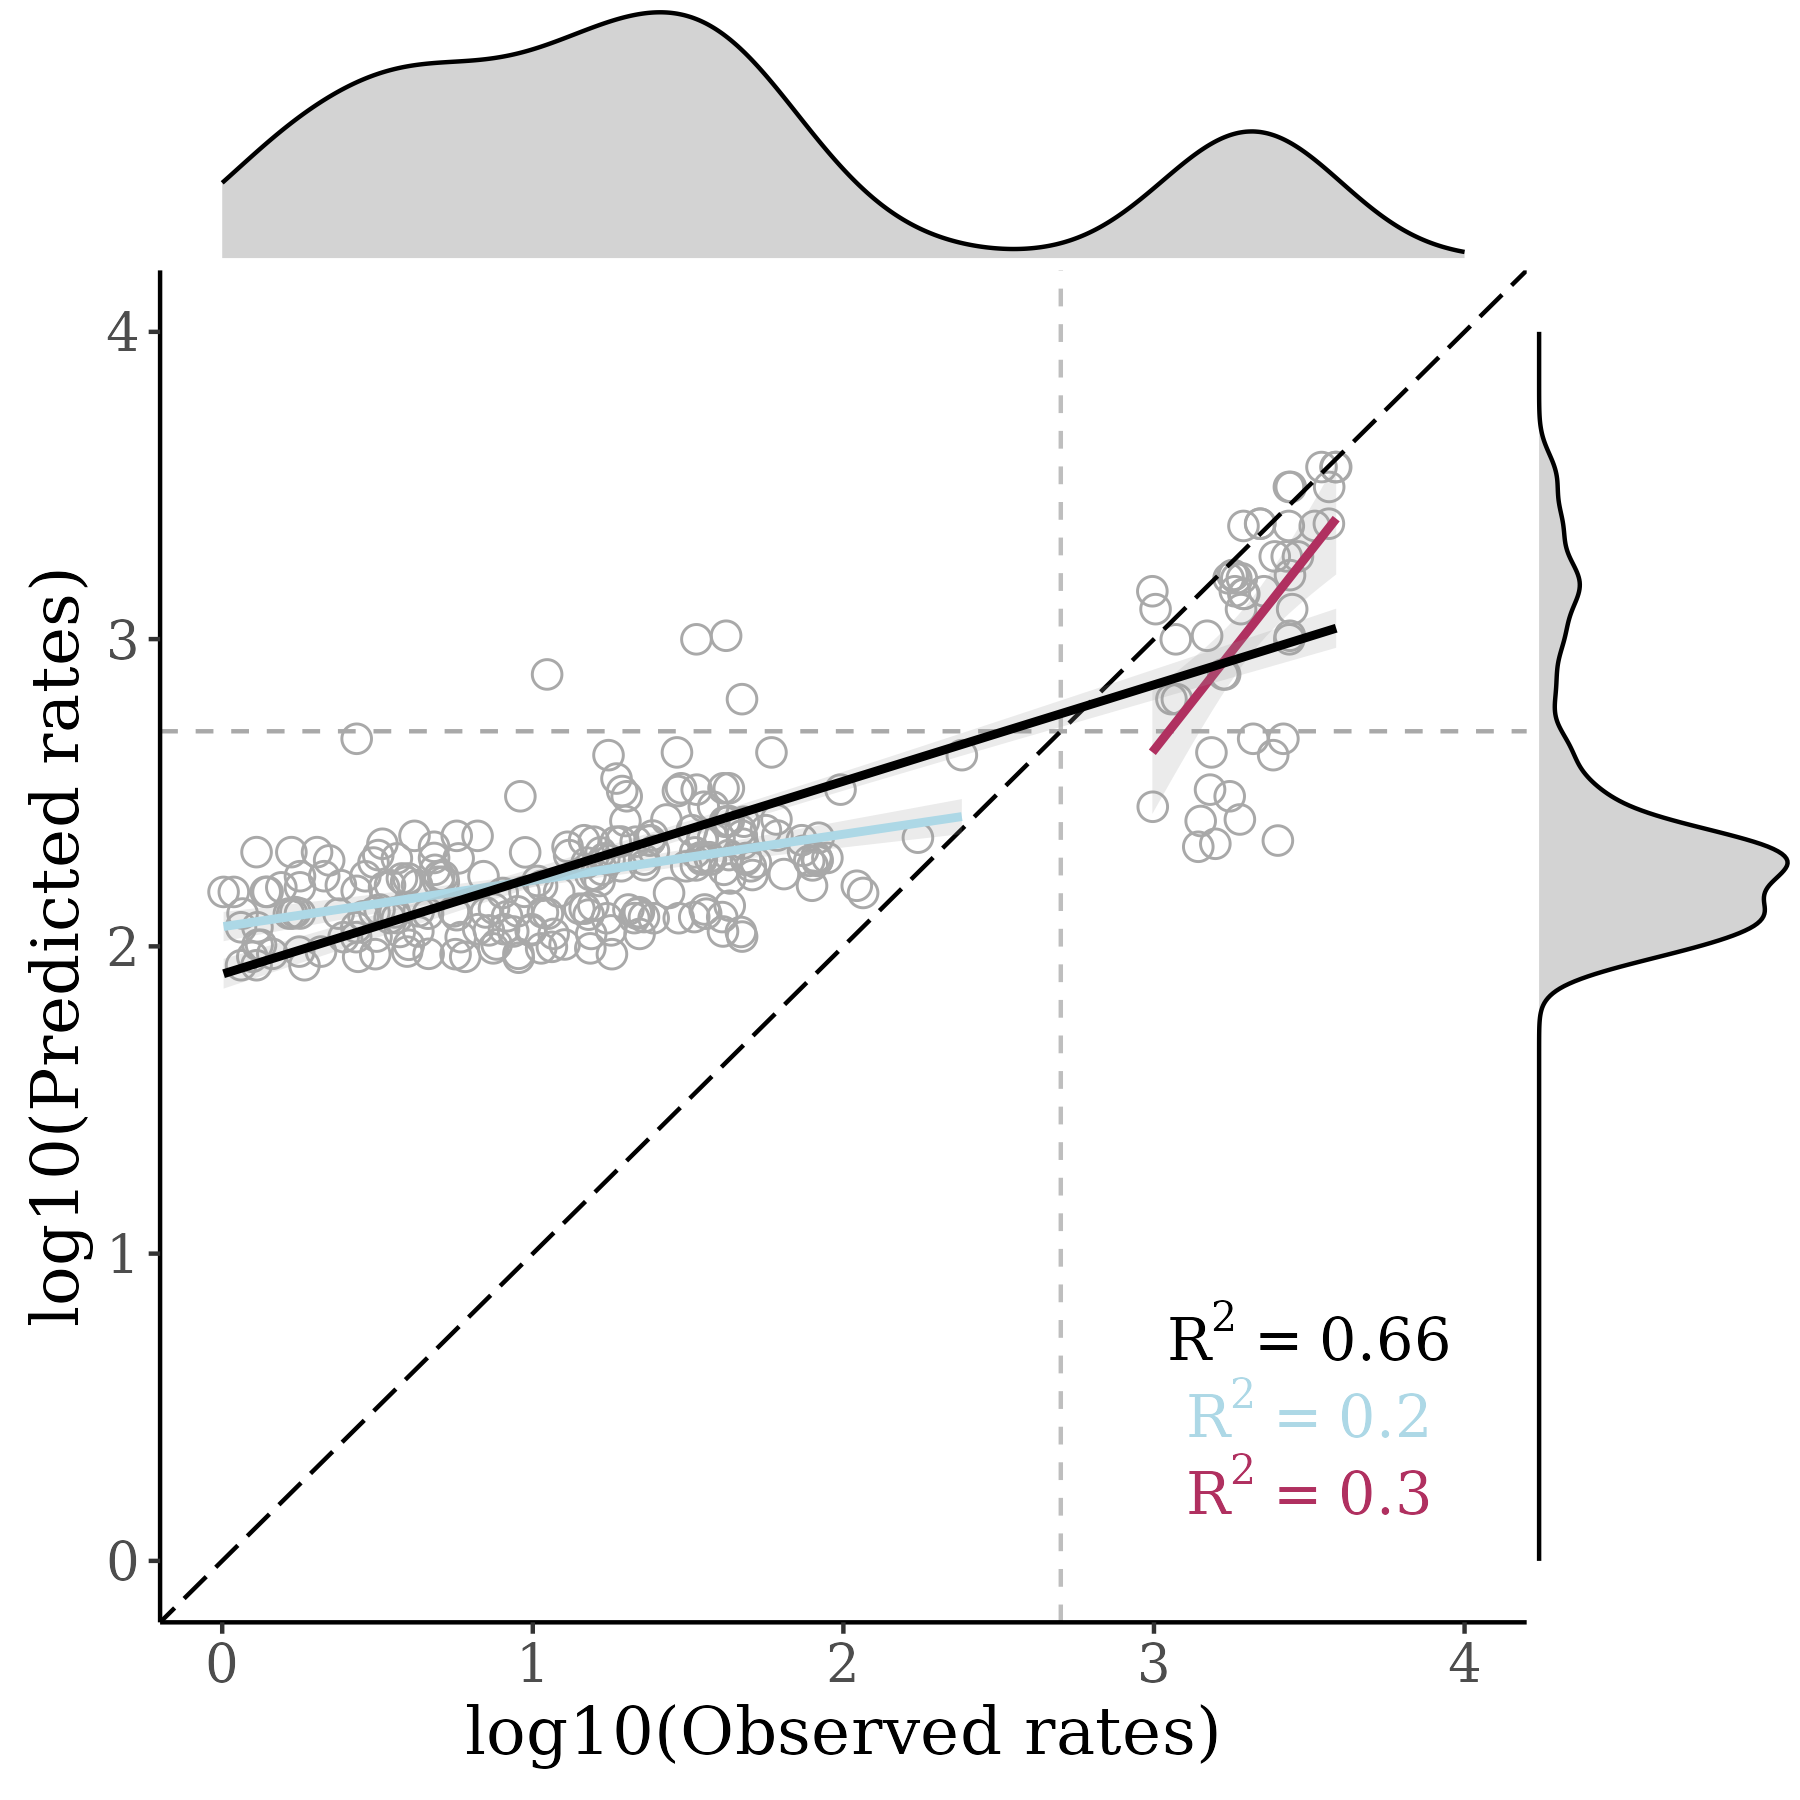 4
3
2
1
0
log10(Predicted rates)
R² = 0.66
R² = 0.2
R² = 0.3
0 1 2 3 4
log10(Observed rates)